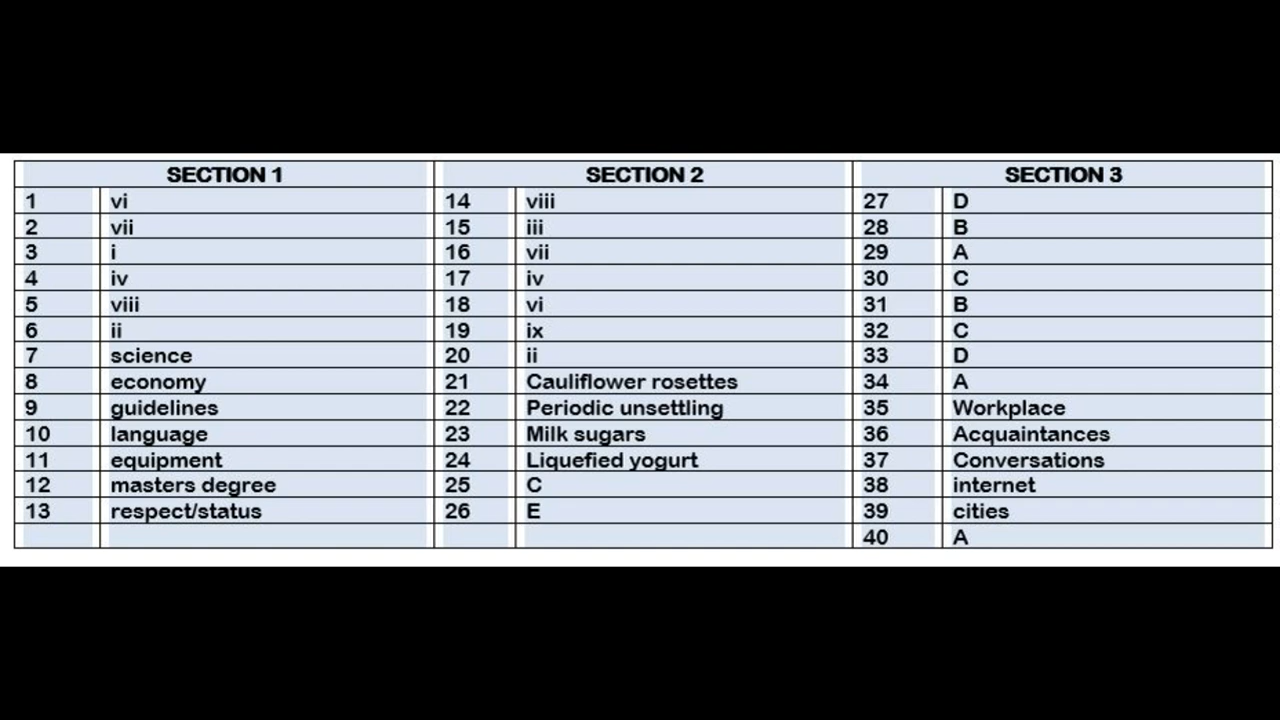 SECTION 1 SECTION 2 SECTION 3
1 vi 14 viii 27 D
2 vii 15 iii 28 B
3 i 16 vii 29 A
4 iv 17 iv 30 C
5 viii 18 vi 31 B
6 ii 19 ix 32 C
7 science 20 ii 33 D
8 economy 21 Cauliflower rosettes 34 A
9 guidelines 22 Periodic unsettling 35 Workplace
10 language 23 Milk sugars 36 Acquaintances
11 equipment 24 Liquefied yogurt 37 Conversations
12 masters degree 25 C 38 internet
13 respect/status 26 E 39 cities
40 A